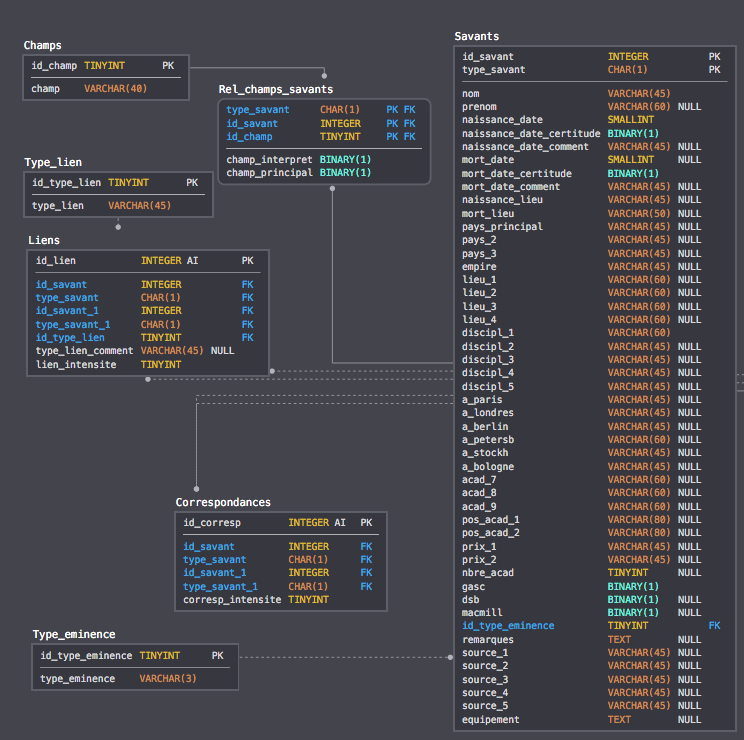 Champs
id_champ TINYINT PK
champ VARCHAR(40)
Rel_champs_savants
type_savant CHAR(1) PK FK
id_savant INTEGER PK FK
id_champ TINYINT PK FK
champ_interpret BINARY(1)
champ_principal BINARY(1)
Type_lien
id_type_lien TINYINT PK
type_lien VARCHAR(45)
Liens
id_lien INTEGER AI PK
id_savant INTEGER FK
type_savant CHAR(1) FK
id_savant_1 INTEGER FK
type_savant_1 CHAR(1) FK
id_type_lien TINYINT FK
type_lien_comment VARCHAR(45) NULL
lien_intensite TINYINT
Correspondances
id_corresp INTEGER AI PK
id_savant INTEGER FK
type_savant CHAR(1) FK
id_savant_1 INTEGER FK
type_savant_1 CHAR(1) FK
corresp_intensite TINYINT
Type_eminence
id_type_eminence TINYINT PK
type_eminence VARCHAR(3)
Savants
id_savant INTEGER PK
type_savant CHAR(1) PK
nom VARCHAR(45)
prenom VARCHAR(60) NULL
naissance_date SMALLINT
naissance_date_certitude BINARY(1)
naissance_date_comment VARCHAR(45) NULL
mort_date SMALLINT NULL
mort_date_certitude BINARY(1)
mort_date_comment VARCHAR(45) NULL
naissance_lieu VARCHAR(45) NULL
mort_lieu VARCHAR(50) NULL
pays_principal VARCHAR(45) NULL
pays_2 VARCHAR(45) NULL
pays_3 VARCHAR(45) NULL
empire VARCHAR(45) NULL
lieu_1 VARCHAR(60) NULL
lieu_2 VARCHAR(60) NULL
lieu_3 VARCHAR(60) NULL
lieu_4 VARCHAR(60) NULL
discipl_1 VARCHAR(60)
discipl_2 VARCHAR(45) NULL
discipl_3 VARCHAR(45) NULL
discipl_4 VARCHAR(45) NULL
discipl_5 VARCHAR(45) NULL
a_paris VARCHAR(45) NULL
a_londres VARCHAR(45) NULL
a_berlin VARCHAR(45) NULL
a_petersb VARCHAR(60) NULL
a_stockh VARCHAR(45) NULL
a_bologne VARCHAR(45) NULL
acad_7 VARCHAR(60) NULL
acad_8 VARCHAR(60) NULL
acad_9 VARCHAR(60) NULL
pos_acad_1 VARCHAR(80) NULL
pos_acad_2 VARCHAR(80) NULL
prix_1 VARCHAR(45) NULL
prix_2 VARCHAR(45) NULL
nbre_acad TINYINT NULL
gasc BINARY(1)
dsb BINARY(1) NULL
macmill BINARY(1) NULL
id_type_eminence TINYINT FK
remarques TEXT NULL
source_1 VARCHAR(45) NULL
source_2 VARCHAR(45) NULL
source_3 VARCHAR(45) NULL
source_4 VARCHAR(45) NULL
source_5 VARCHAR(45) NULL
equipement TEXT NULL